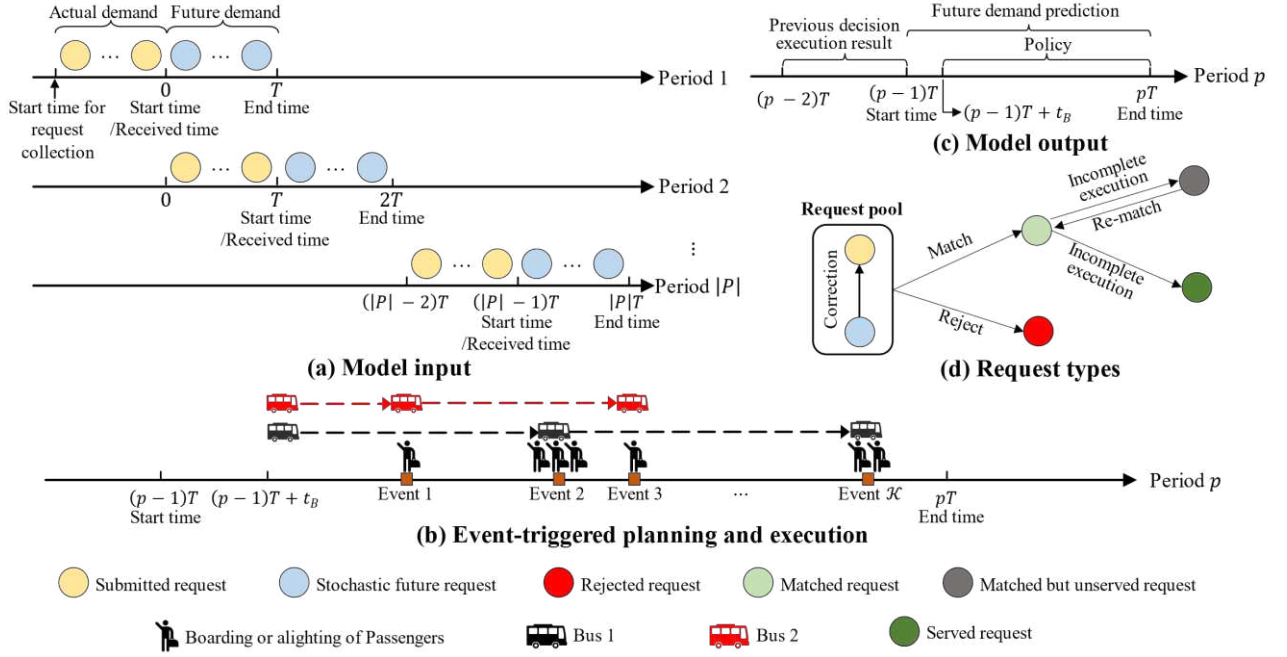 Actual demand Future demand
... ...
Period 1
0 T
Start time for
request
collection
Start time
/Received time
End time
... ...
Period 2
0 T 2T
Start time
/Received time
End time
⋮
... ...
Period |P|
(|P| − 2)T (|P| − 1)T |P|T
Start time
/Received time
End time
(a) Model input
Future demand prediction
Previous decision
execution result
Policy
Period p
(p − 2)T (p − 1)T pT
Start time (p − 1)T + t_B End time
(c) Model output
Request pool
Correction
Match
Reject
Incomplete
execution
Re-match
Incomplete
execution
(d) Request types
Period p
(p − 1)T (p − 1)T + t_B Event 1 Event 2 Event 3 ... Event 𝒦 pT
Start time End time
(b) Event-triggered planning and execution
Submitted request Stochastic future request Rejected request Matched request Matched but unserved request
Boarding or alighting of Passengers Bus 1 Bus 2 Served request